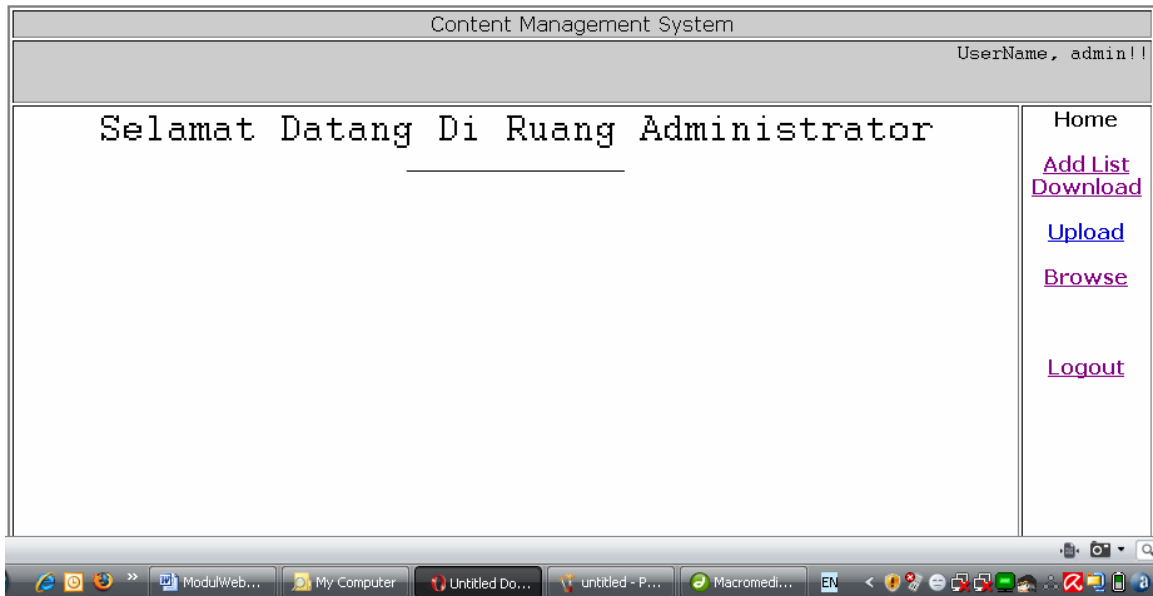 Content Management System
UserName, admin!!
Selamat Datang Di Ruang Administrator
Home
Add List
Download
Upload
Browse
Logout
ModulWeb... My Computer Untitled Do... untitled - P... Macromedi... EN